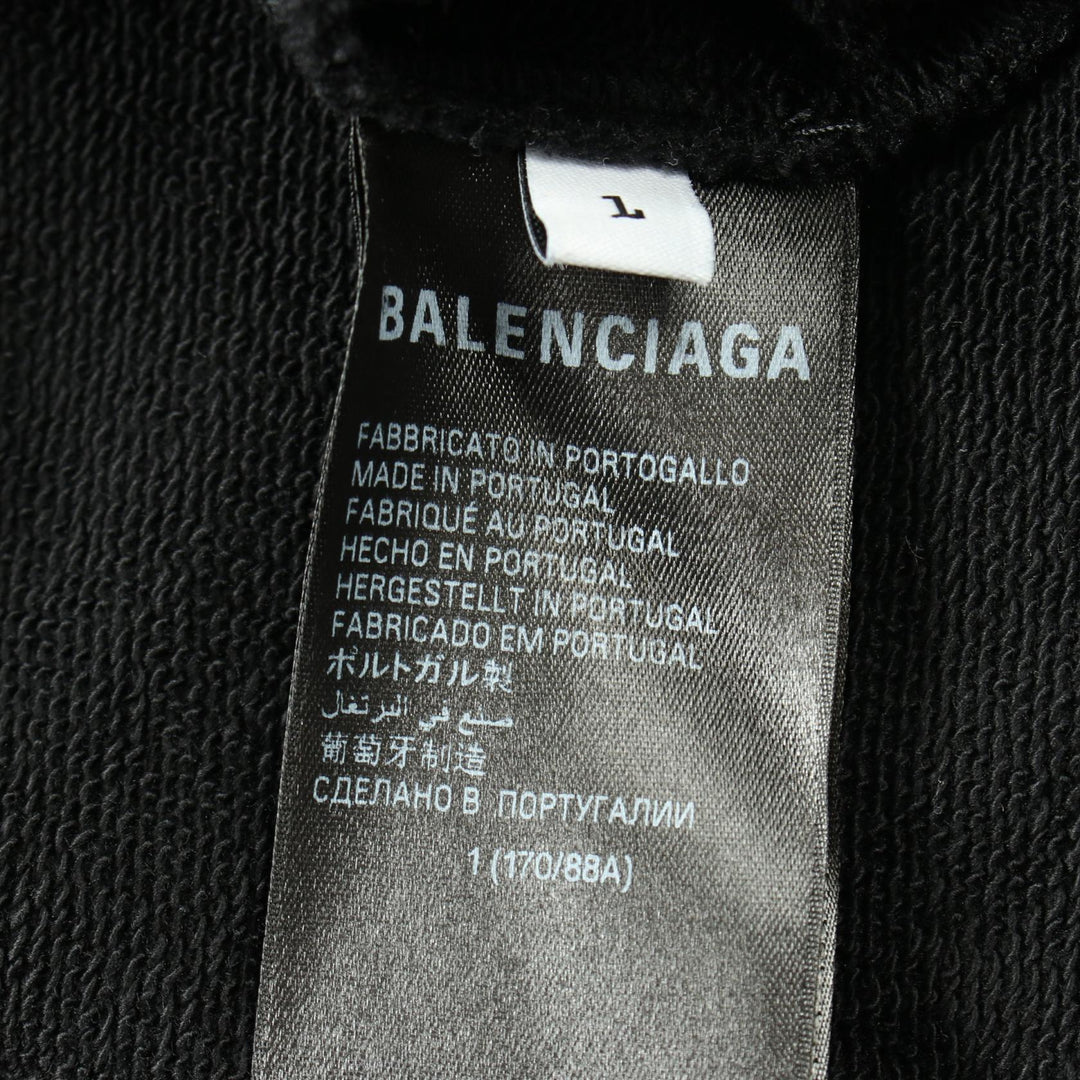 1
BALENCIAGA
FABBRICATO IN PORTOGALLO
MADE IN PORTUGAL
FABRIQUÉ AU PORTUGAL
HECHO EN PORTUGAL
HERGESTELLT IN PORTUGAL
FABRICADO EM PORTUGAL
ポルトガル製
صنع في البرتغال
葡萄牙制造
СДЕЛАНО В ПОРТУГАЛИИ
1 (170/88A)